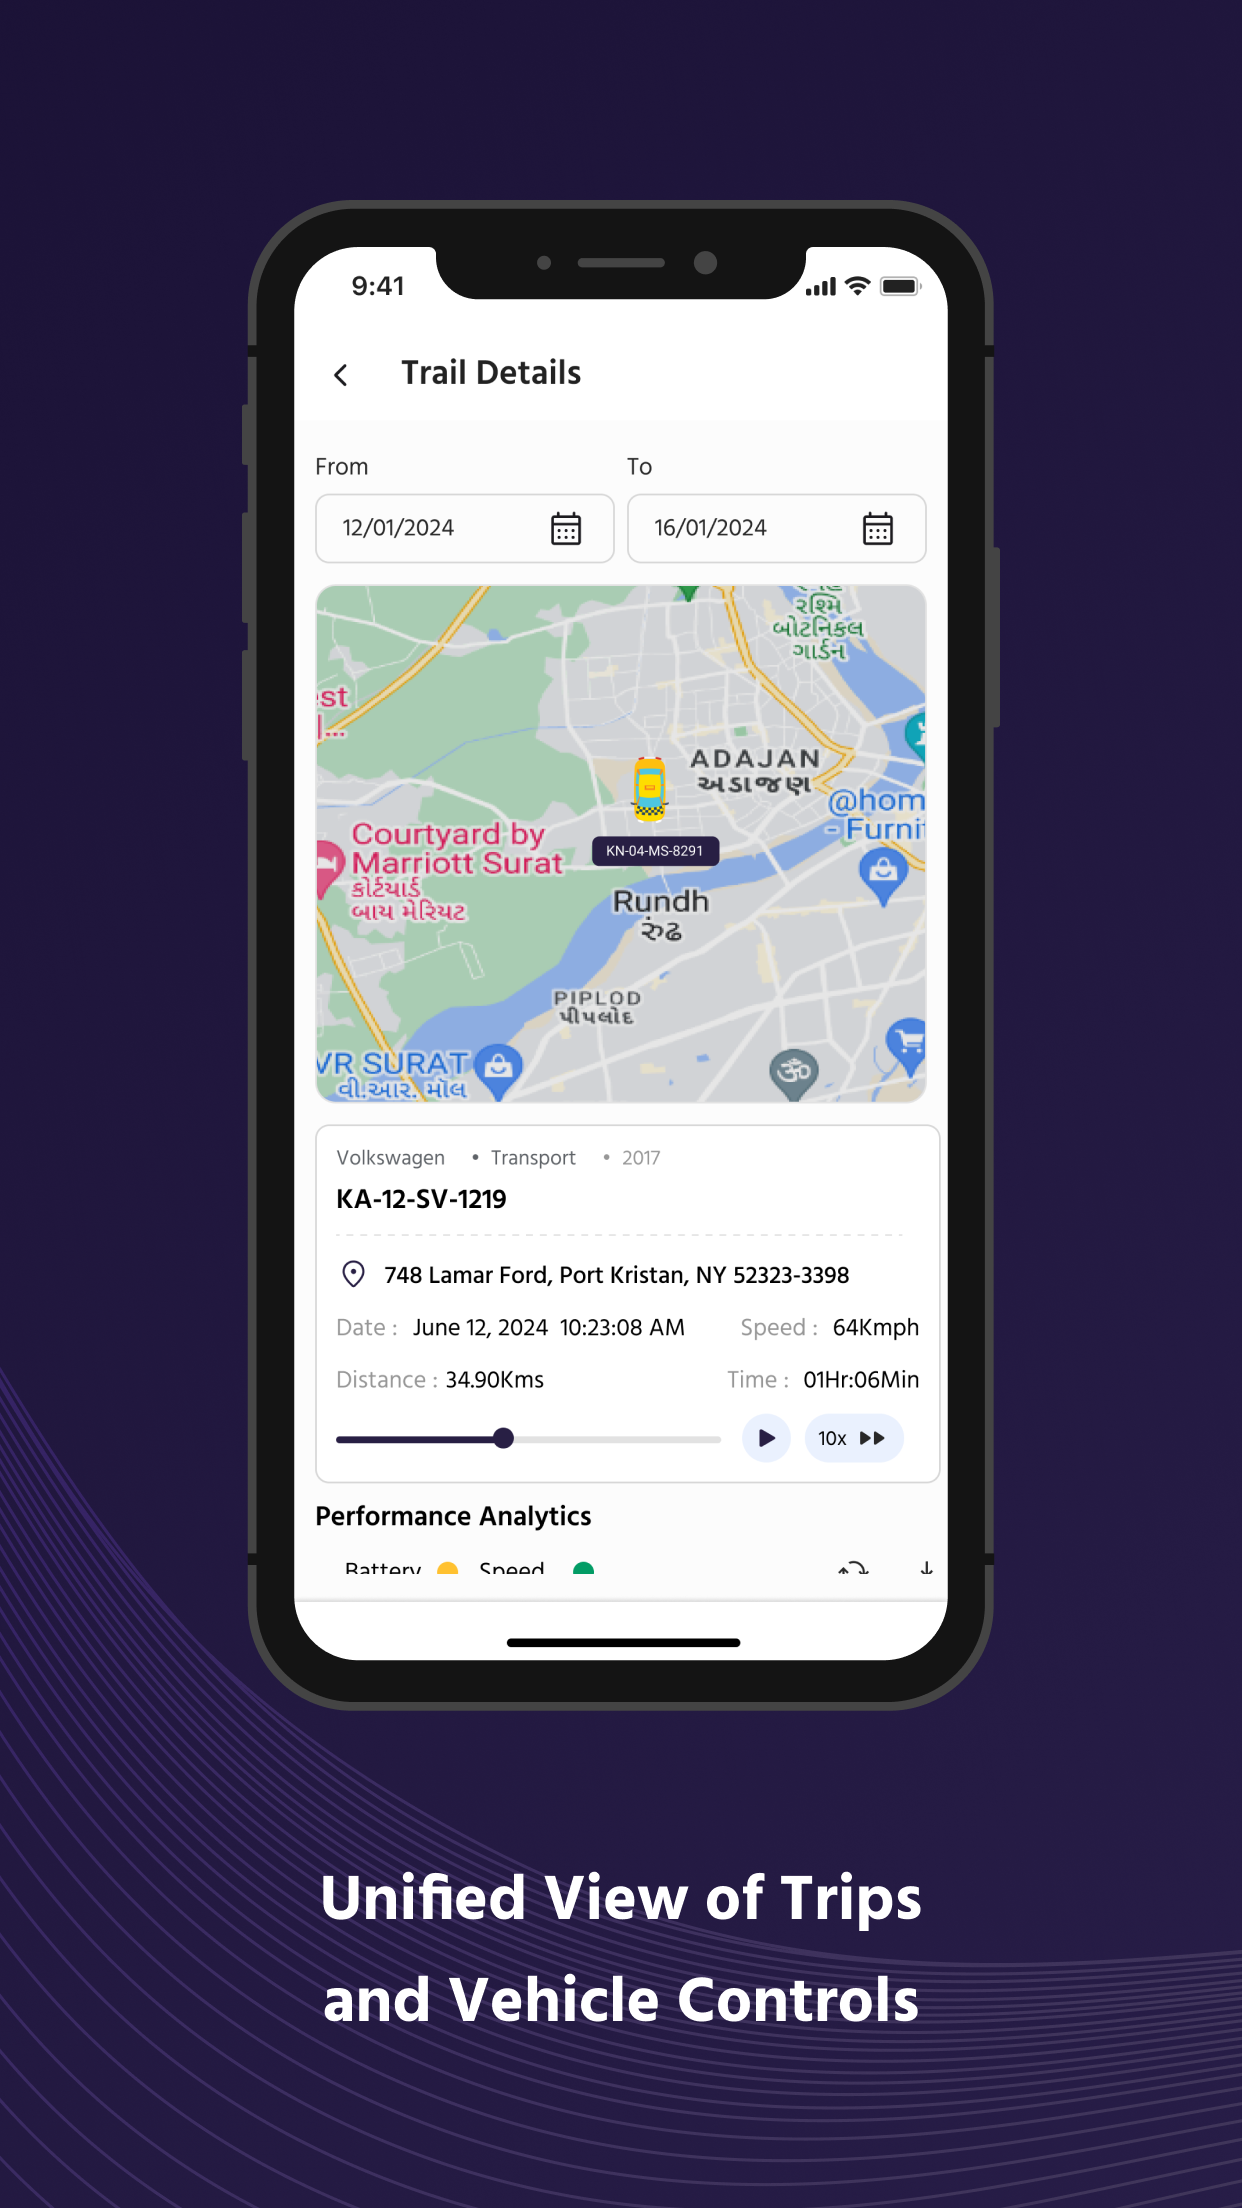 9:41
Trail Details
From
To
12/01/2024
16/01/2024
રશ્મિ
બોટનિકલ
ગાર્ડન
ADAJAN
અડાજણ
@hom
- Furni
Courtyard by
Marriott Surat
કોર્ટયાર્ડ
બાય મેરિયટ
KN-04-MS-8291
Rundh
રુંઢ
PIPLOD
પીપલોદ
VR SURAT
વી.આર. મૉલ
Volkswagen • Transport • 2017
KA-12-SV-1219
748 Lamar Ford, Port Kristan, NY 52323-3398
Date : June 12, 2024 10:23:08 AM Speed : 64Kmph
Distance : 34.90Kms Time : 01Hr:06Min
10x
Performance Analytics
Battery Speed
Unified View of Trips
and Vehicle Controls